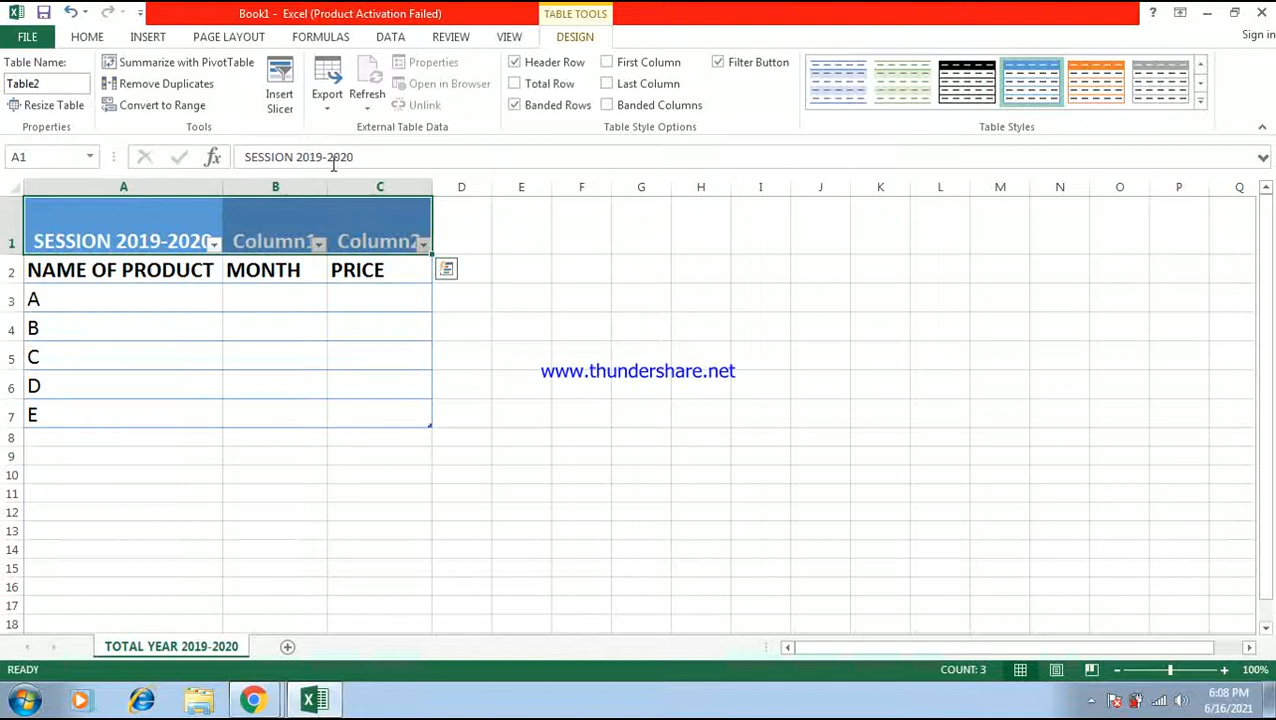 Book1 - Excel (Product Activation Failed)
TABLE TOOLS
?
FILE
HOME
INSERT
PAGE LAYOUT
FORMULAS
DATA
REVIEW
VIEW
DESIGN
Sign in
Table Name:
Table2
Resize Table
Properties
Summarize with PivotTable
Remove Duplicates
Convert to Range
Tools
Insert
Slicer
Export
Refresh
Properties
Open in Browser
Unlink
External Table Data
Header Row
Total Row
Banded Rows
First Column
Last Column
Banded Columns
Filter Button
Table Style Options
Table Styles
A1
fx
SESSION 2019-2020
A B C D E F G H I J K L M N O P Q
1 SESSION 2019-2020 Column1 Column2
2 NAME OF PRODUCT MONTH PRICE
3 A
4 B
5 C
6 D
7 E
8
9
10
11
12
13
14
15
16
17
18
www.thundershare.net
TOTAL YEAR 2019-2020
READY
COUNT: 3
100%
6:08 PM
6/16/2021